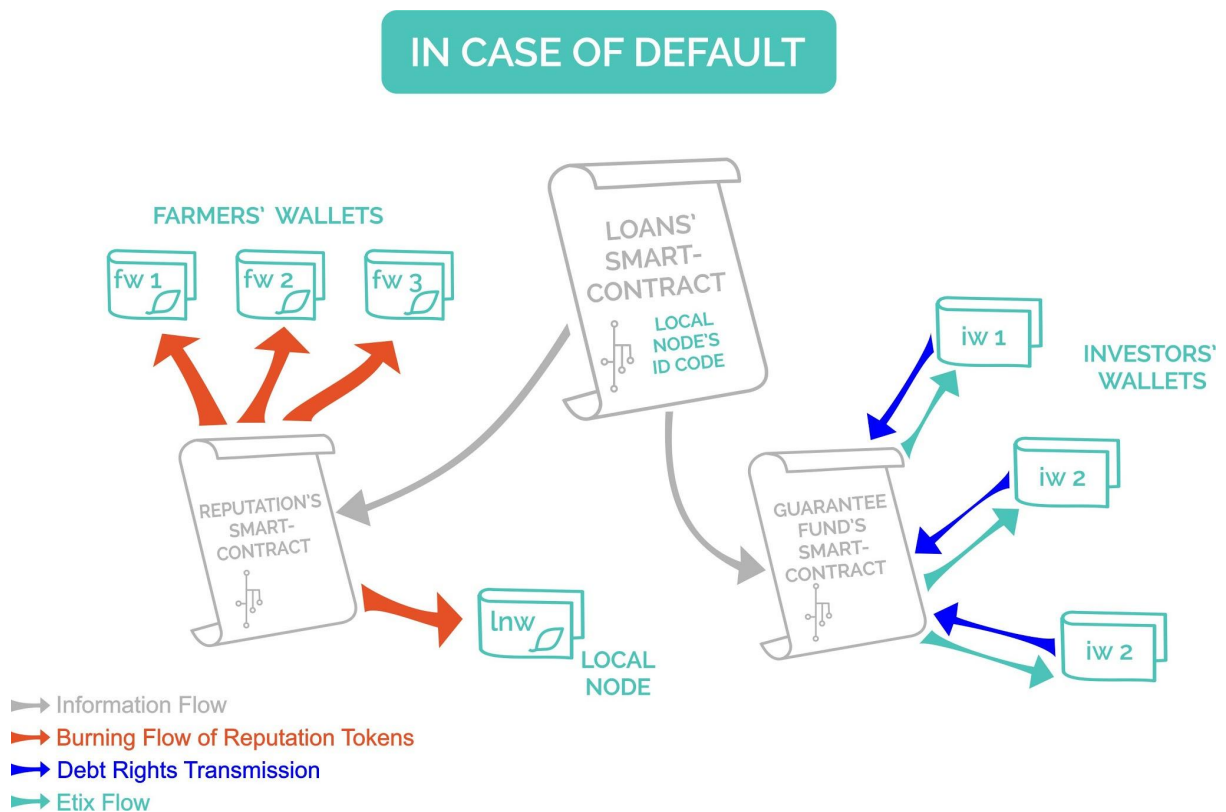 IN CASE OF DEFAULT
FARMERS' WALLETS
fw 1
fw 2
fw 3
LOANS'
SMART-
CONTRACT
LOCAL
NODE'S
ID CODE
iw 1
INVESTORS'
WALLETS
iw 2
REPUTATION'S
SMART-
CONTRACT
GUARANTEE
FUND'S
SMART-
CONTRACT
lnw
LOCAL
NODE
iw 2
Information Flow
Burning Flow of Reputation Tokens
Debt Rights Transmission
Etix Flow